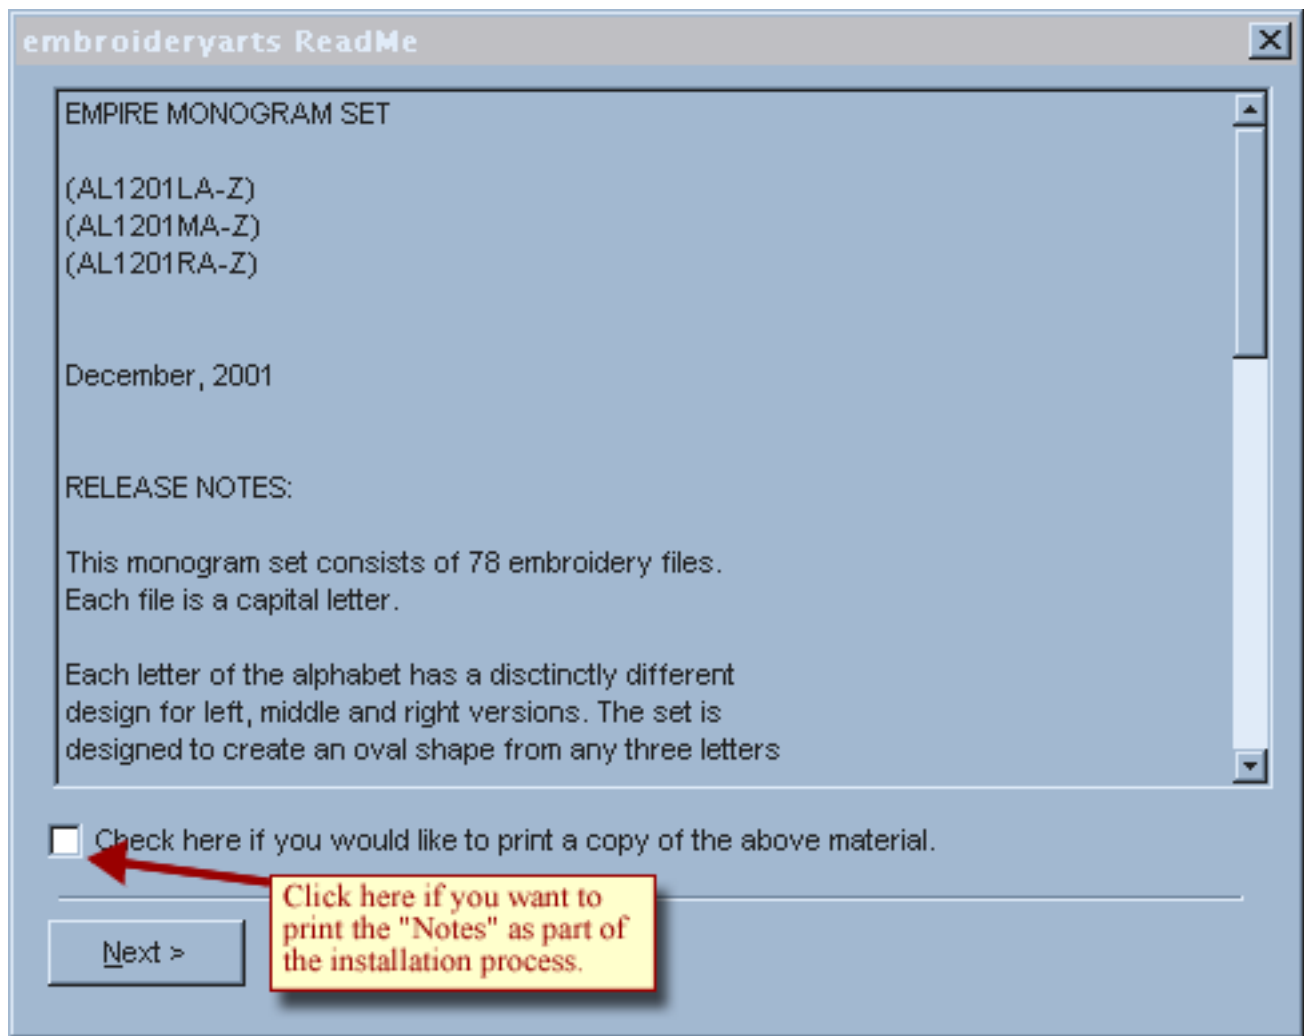 embroideryarts ReadMe
EMPIRE MONOGRAM SET
(AL1201LA-Z)
(AL1201MA-Z)
(AL1201RA-Z)
December, 2001
RELEASE NOTES:
This monogram set consists of 78 embroidery files.
Each file is a capital letter.
Each letter of the alphabet has a disctinctly different
design for left, middle and right versions. The set is
designed to create an oval shape from any three letters
Check here if you would like to print a copy of the above material.
Click here if you want to
print the "Notes" as part of
the installation process.
Next >